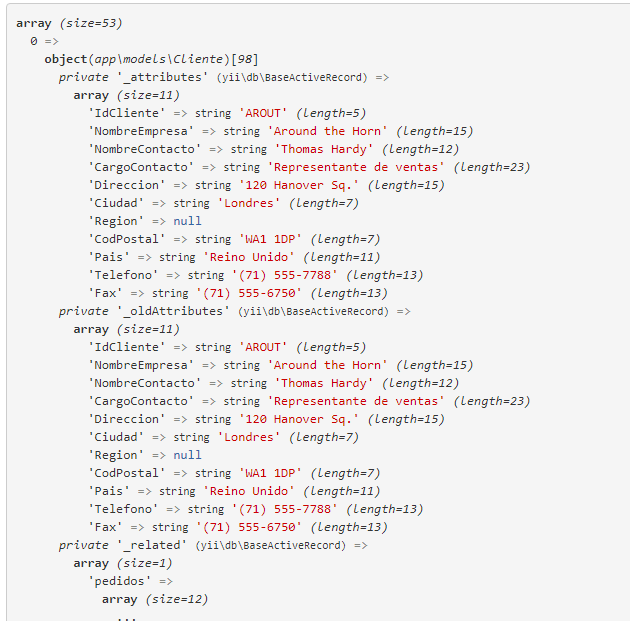 array (size=53)
0 =>
object(app\models\Cliente)[98]
private '_attributes' (yii\db\BaseActiveRecord) =>
array (size=11)
'IdCliente' => string 'AROUT' (length=5)
'NombreEmpresa' => string 'Around the Horn' (length=15)
'NombreContacto' => string 'Thomas Hardy' (length=12)
'CargoContacto' => string 'Representante de ventas' (length=23)
'Direccion' => string '120 Hanover Sq.' (length=15)
'Ciudad' => string 'Londres' (length=7)
'Region' => null
'CodPostal' => string 'WA1 1DP' (length=7)
'Pais' => string 'Reino Unido' (length=11)
'Telefono' => string '(71) 555-7788' (length=13)
'Fax' => string '(71) 555-6750' (length=13)
private '_oldAttributes' (yii\db\BaseActiveRecord) =>
array (size=11)
'IdCliente' => string 'AROUT' (length=5)
'NombreEmpresa' => string 'Around the Horn' (length=15)
'NombreContacto' => string 'Thomas Hardy' (length=12)
'CargoContacto' => string 'Representante de ventas' (length=23)
'Direccion' => string '120 Hanover Sq.' (length=15)
'Ciudad' => string 'Londres' (length=7)
'Region' => null
'CodPostal' => string 'WA1 1DP' (length=7)
'Pais' => string 'Reino Unido' (length=11)
'Telefono' => string '(71) 555-7788' (length=13)
'Fax' => string '(71) 555-6750' (length=13)
private '_related' (yii\db\BaseActiveRecord) =>
array (size=1)
'pedidos' =>
array (size=12)
...